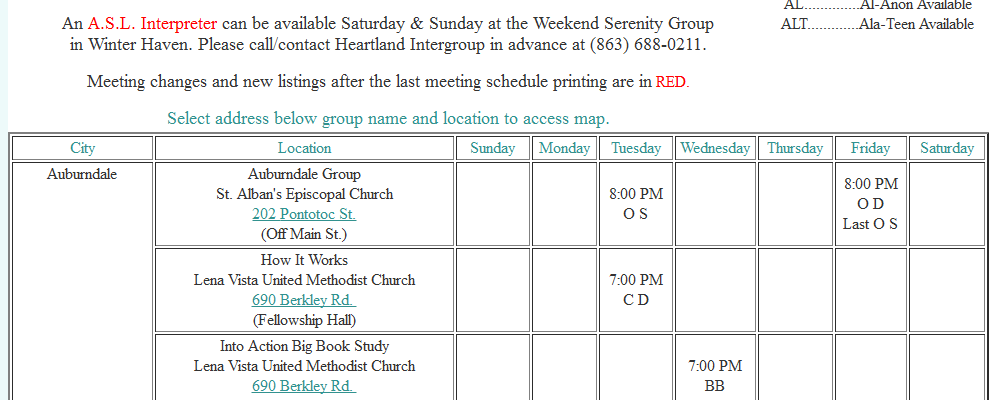 AL..............Al-Anon Available
An A.S.L. Interpreter can be available Saturday & Sunday at the Weekend Serenity Group
ALT.............Ala-Teen Available
in Winter Haven. Please call/contact Heartland Intergroup in advance at (863) 688-0211.
Meeting changes and new listings after the last meeting schedule printing are in RED.
Select address below group name and location to access map.
City Location Sunday Monday Tuesday Wednesday Thursday Friday Saturday
Auburndale
Auburndale Group
St. Alban's Episcopal Church
202 Pontotoc St.
(Off Main St.)
8:00 PM
O S
8:00 PM
O D
Last O S
How It Works
Lena Vista United Methodist Church
690 Berkley Rd.
(Fellowship Hall)
7:00 PM
C D
Into Action Big Book Study
Lena Vista United Methodist Church
690 Berkley Rd.
7:00 PM
BB